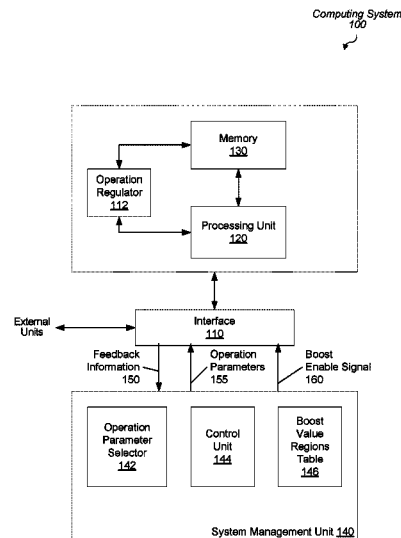 Computing System
100
Memory
130
Operation
Regulator
112
Processing Unit
120
Interface
110
External
Units
Feedback
Information
150
Operation
Parameters
155
Boost
Enable Signal
160
Operation
Parameter
Selector
142
Control
Unit
144
Boost
Value
Regions
Table
146
System Management Unit 140